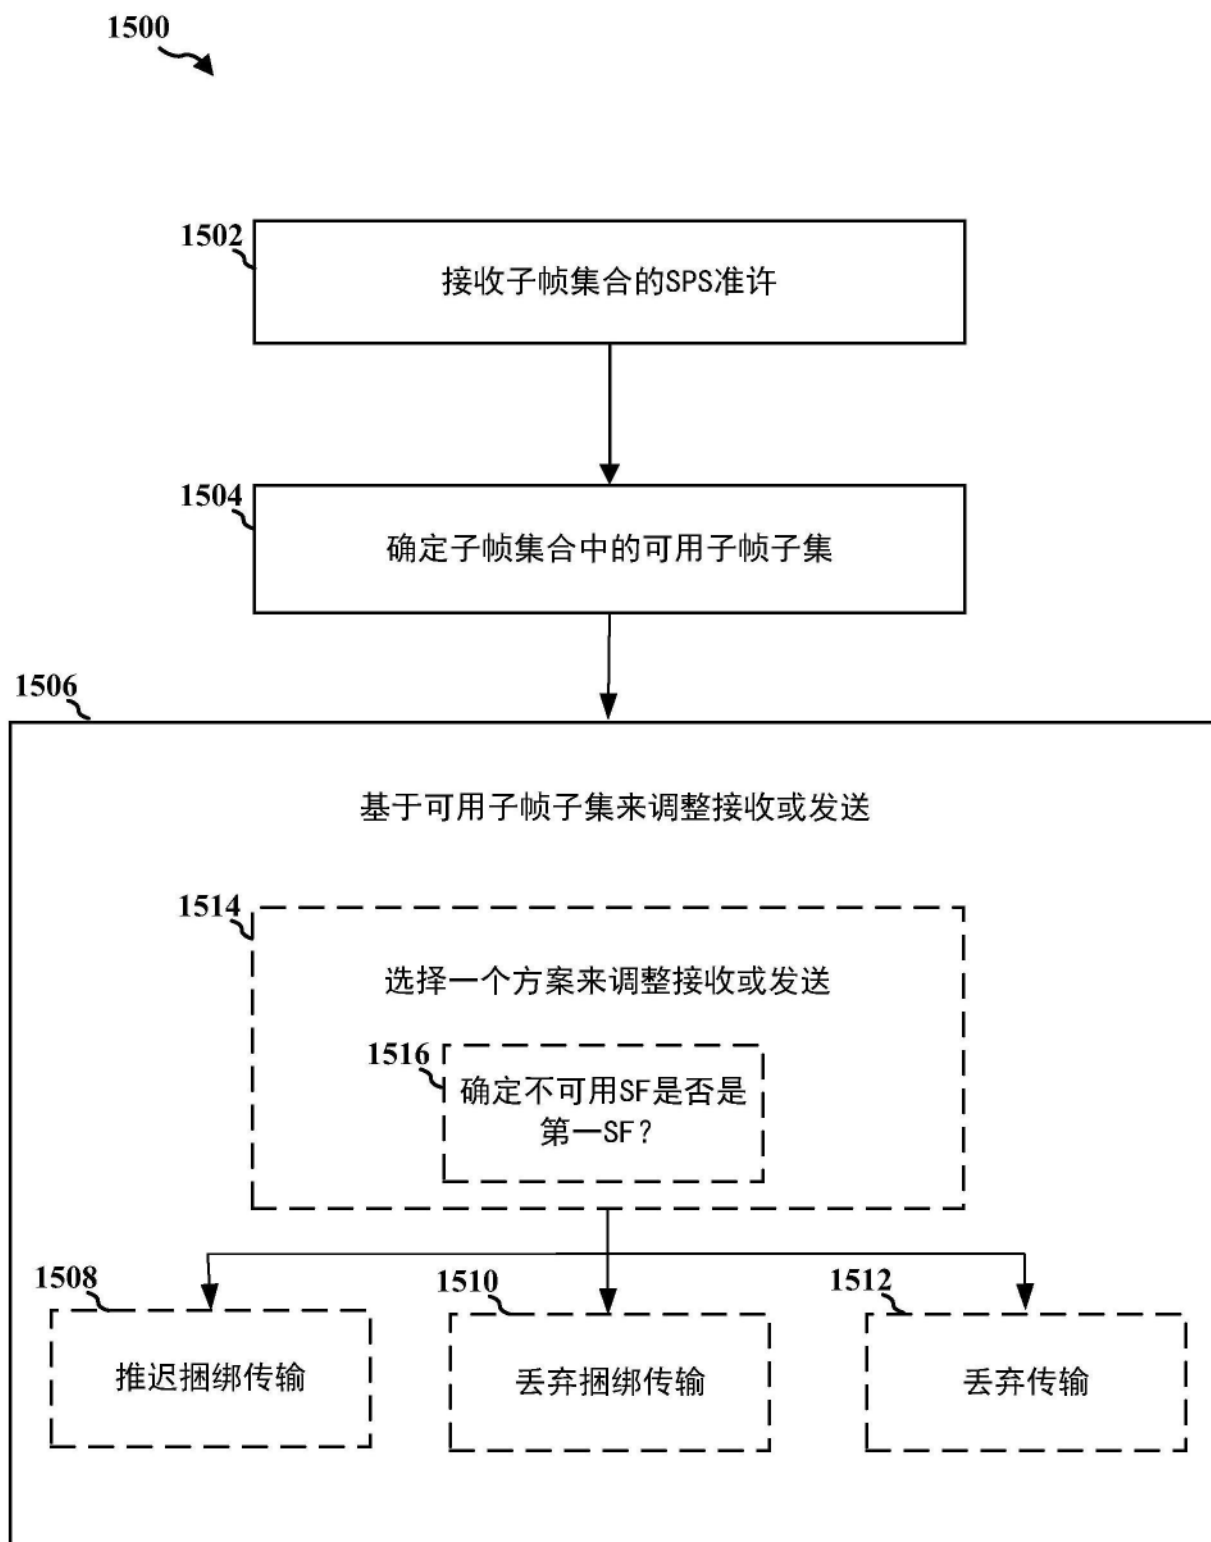 1500
1502
接收子帧集合的SPS准许
1504
确定子帧集合中的可用子帧子集
1506
基于可用子帧子集来调整接收或发送
1514
选择一个方案来调整接收或发送
1516
确定不可用SF是否是
第一SF？
1508
推迟捆绑传输
1510
丢弃捆绑传输
1512
丢弃传输